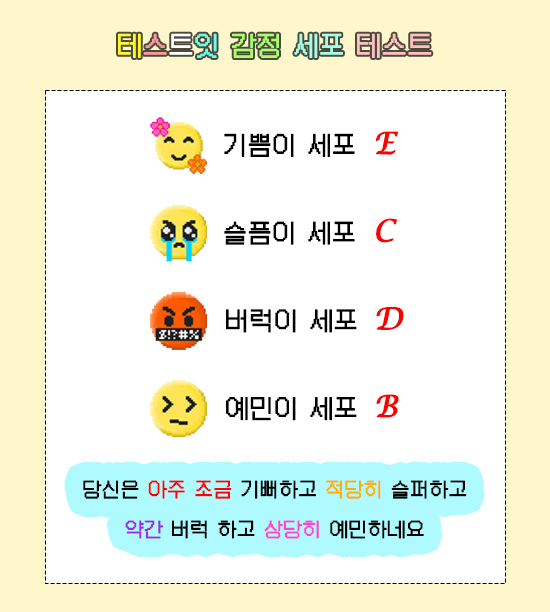 테스트잇 감정 세포 테스트
기쁨이 세포 E
슬픔이 세포 C
버럭이 세포 D
$!?#%
예민이 세포 B
당신은 아주 조금 기뻐하고 적당히 슬퍼하고
약간 버럭 하고 상당히 예민하네요